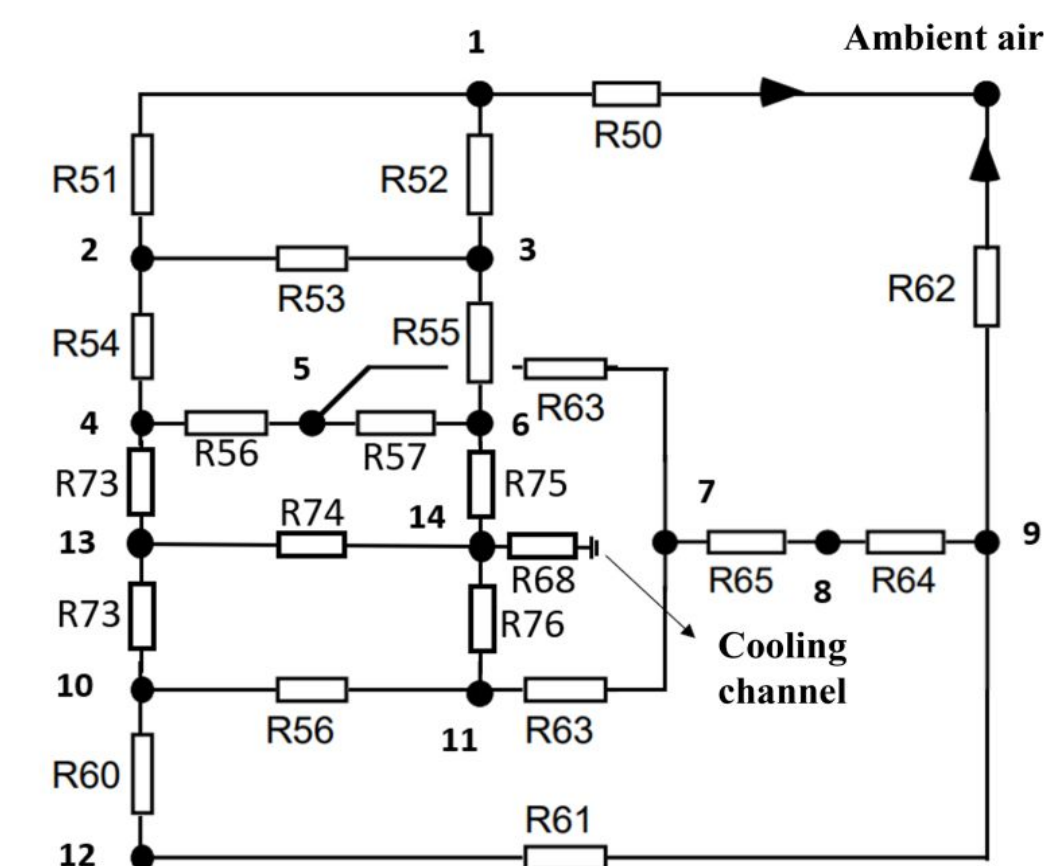 1
Ambient air
R50
R51
R52
2
3
R53
R62
R54
R55
5
R63
4
6
R56
R57
R73
R75
7
R74
14
13
9
R68
R65
R64
8
R73
R76
Cooling
channel
10
R56
R63
11
R60
R61
12